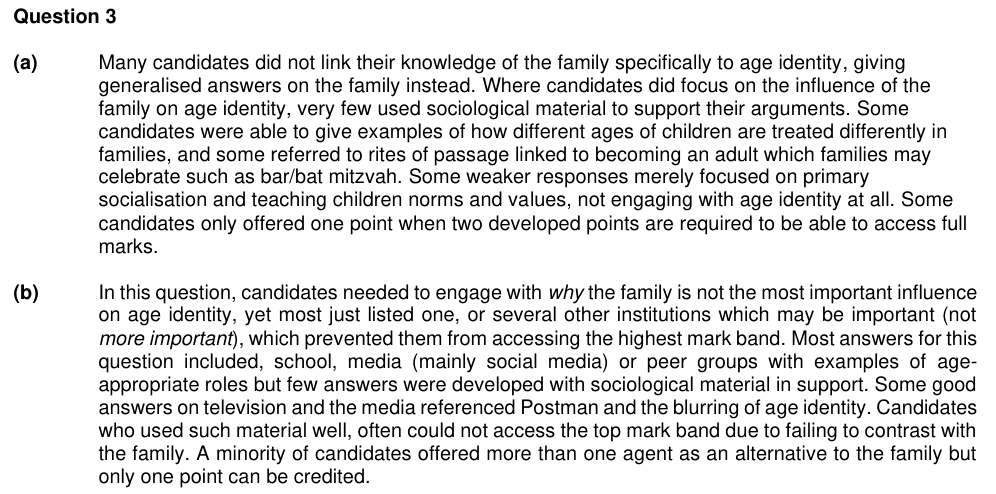 Question 3
(a) Many candidates did not link their knowledge of the family specifically to age identity, giving
generalised answers on the family instead. Where candidates did focus on the influence of the
family on age identity, very few used sociological material to support their arguments. Some
candidates were able to give examples of how different ages of children are treated differently in
families, and some referred to rites of passage linked to becoming an adult which families may
celebrate such as bar/bat mitzvah. Some weaker responses merely focused on primary
socialisation and teaching children norms and values, not engaging with age identity at all. Some
candidates only offered one point when two developed points are required to be able to access full
marks.
(b) In this question, candidates needed to engage with why the family is not the most important influence
on age identity, yet most just listed one, or several other institutions which may be important (not
more important), which prevented them from accessing the highest mark band. Most answers for this
question included, school, media (mainly social media) or peer groups with examples of age-
appropriate roles but few answers were developed with sociological material in support. Some good
answers on television and the media referenced Postman and the blurring of age identity. Candidates
who used such material well, often could not access the top mark band due to failing to contrast with
the family. A minority of candidates offered more than one agent as an alternative to the family but
only one point can be credited.